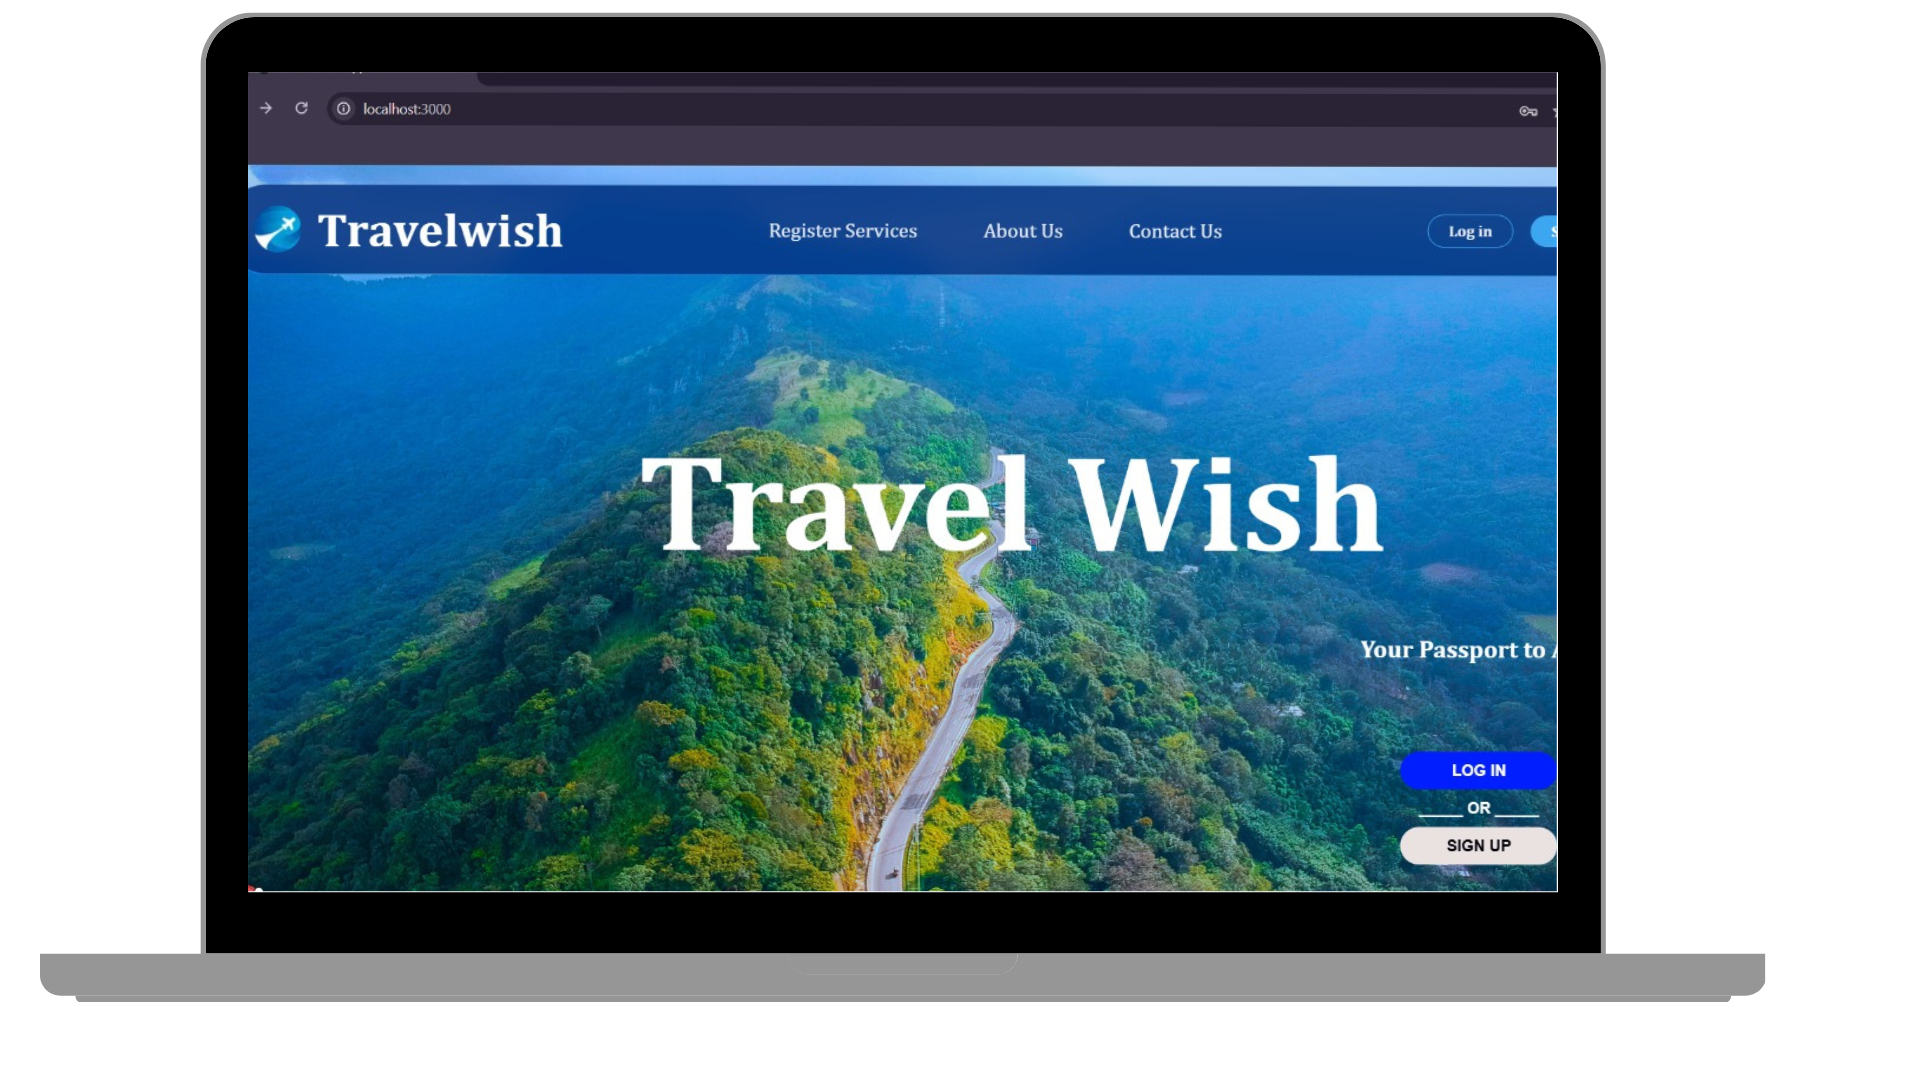 localhost:3000
Travelwish
Register Services
About Us
Contact Us
Log in
Travel Wish
Your Passport to
LOG IN
OR
SIGN UP